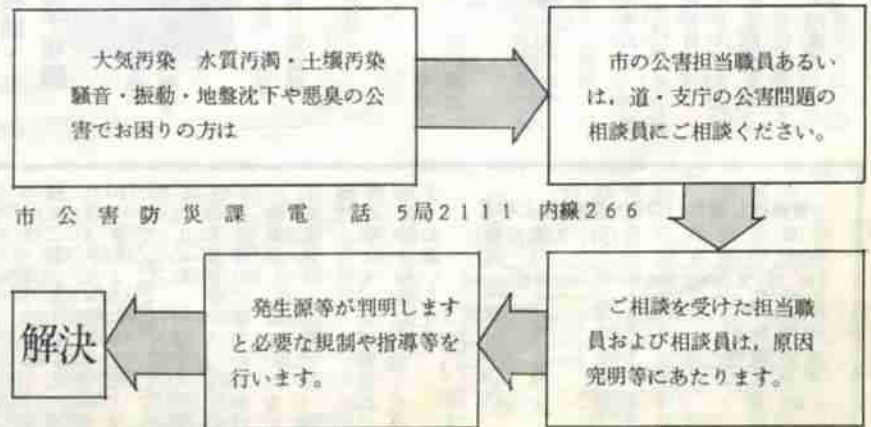 大気汚染　水質汚濁・土壌汚染
騒音・振動・地盤沈下や悪臭の公
害でお困りの方は
市の公害担当職員あるい
は，道・支庁の公害問題の
相談員にご相談ください。
市公害防災課電話 5局2111 内線266
ご相談を受けた担当職
員および相談員は，原因
究明等にあたります。
発生源等が判明します
と必要な規制や指導等を
行います。
解決